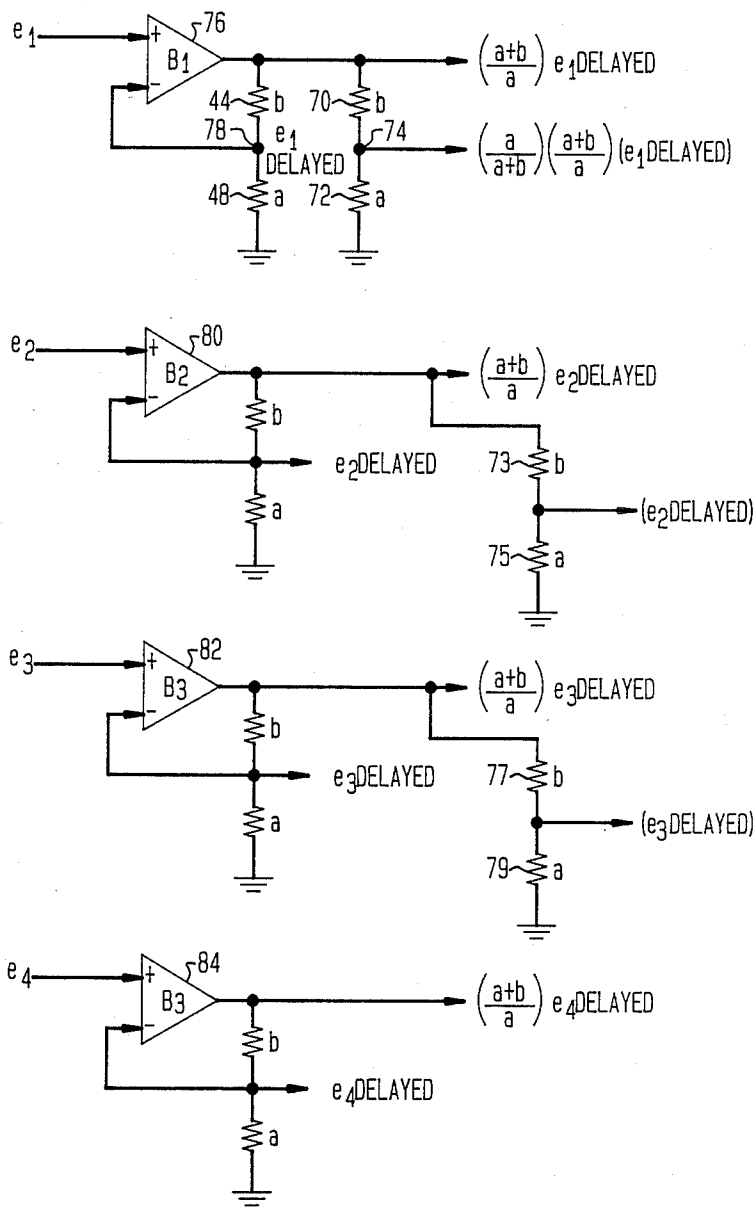 e1
+
-
B1
76
44
b
70
b
(a+b/a) e1DELAYED
78
e1
DELAYED
74
(a/a+b)(a+b/a)(e1DELAYED)
48
a
72
a
e2
+
-
B2
80
(a+b/a) e2DELAYED
b
73
b
e2DELAYED
(e2DELAYED)
a
75
a
e3
+
-
B3
82
(a+b/a) e3DELAYED
b
77
b
e3DELAYED
(e3DELAYED)
a
79
a
e4
+
-
B3
84
(a+b/a) e4DELAYED
b
e4DELAYED
a